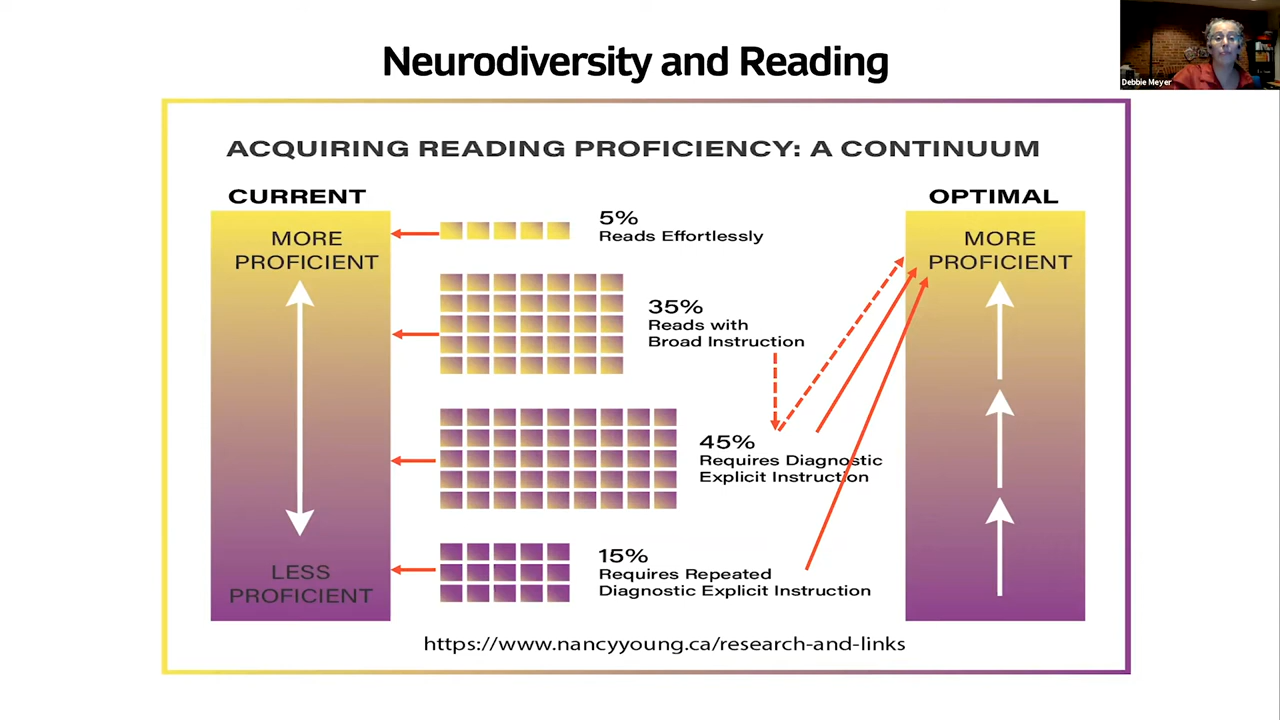 Neurodiversity and Reading
Debbie Meyer
ACQUIRING READING PROFICIENCY: A CONTINUUM
CURRENT
OPTIMAL
MORE
PROFICIENT
5%
Reads Effortlessly
MORE
PROFICIENT
35%
Reads with
Broad Instruction
45%
Requires Diagnostic
Explicit Instruction
15%
Requires Repeated
Diagnostic Explicit Instruction
LESS
PROFICIENT
https://www.nancyyoung.ca/research-and-links